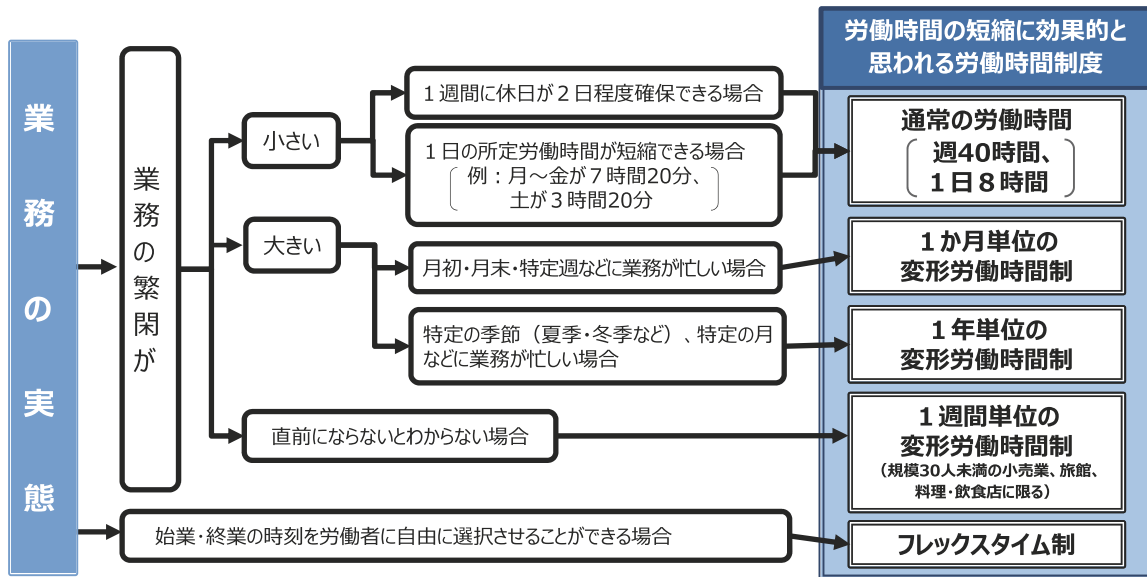 業務の実態
業務の繁閑が
小さい
1週間に休日が2日程度確保できる場合
1日の所定労働時間が短縮できる場合
例：月～金が7時間20分、
土が3時間20分
大きい
月初・月末・特定週などに業務が忙しい場合
特定の季節（夏季・冬季など）、特定の月
などに業務が忙しい場合
直前にならないとわからない場合
始業・終業の時刻を労働者に自由に選択させることができる場合
労働時間の短縮に効果的と
思われる労働時間制度
通常の労働時間
週40時間、
1日8時間
1か月単位の
変形労働時間制
1年単位の
変形労働時間制
1週間単位の
変形労働時間制
（規模30人未満の小売業、旅館、
料理・飲食店に限る）
フレックスタイム制